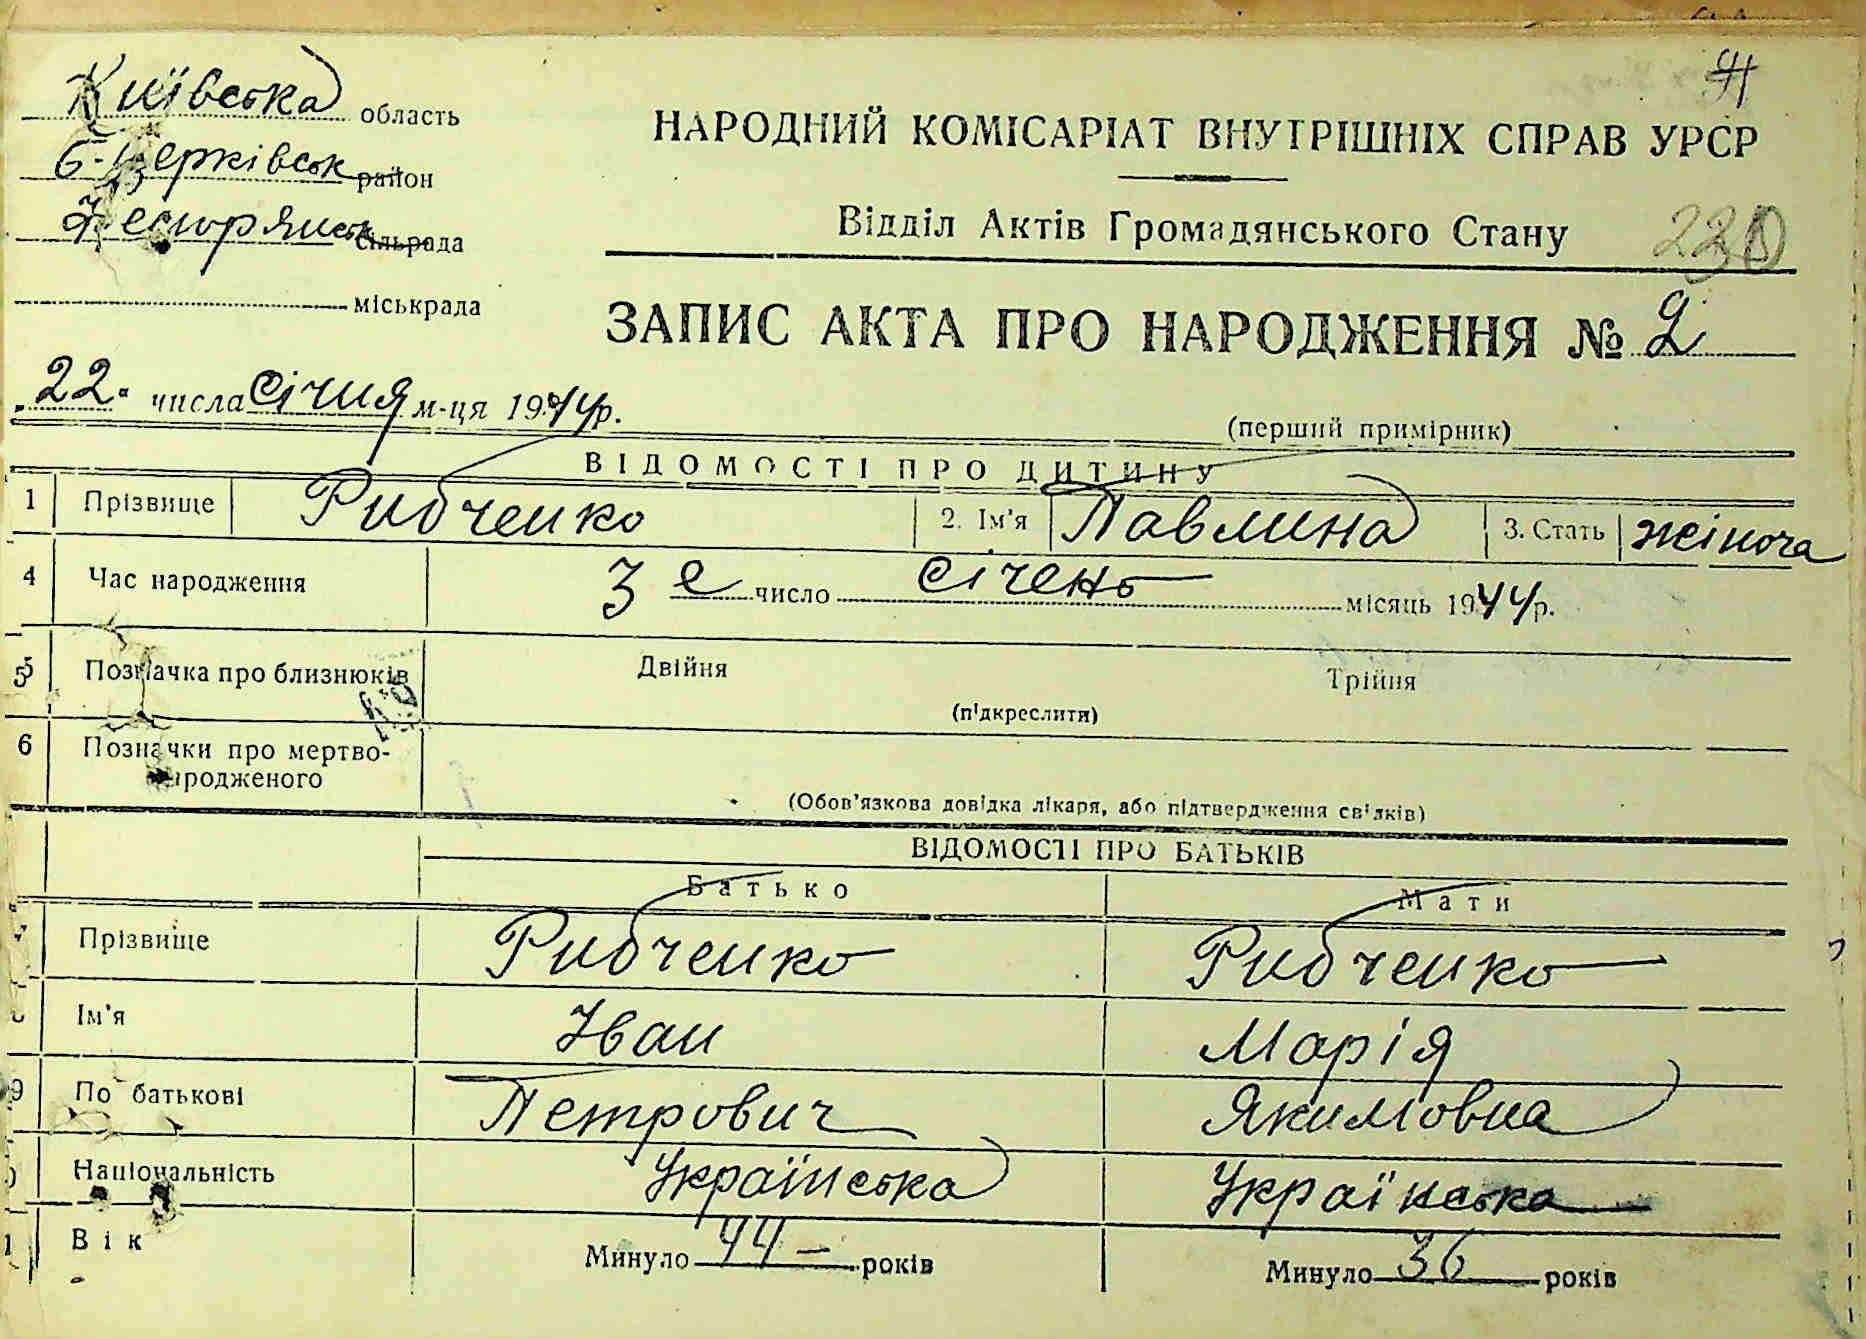 Київська область
Б-Церківськ район
сільрада
міськрада
НАРОДНИЙ КОМІСАРІАТ ВНУТРІШНІХ СПРАВ УРСР
Відділ Актів Громадянського Стану
230
ЗАПИС АКТА ПРО НАРОДЖЕННЯ № 2
22. числа січня м-ця 1944р.
(перший примірник)
ВІДОМОСТІ ПРО ДИТИНУ
1 Прізвище Рибченко 2. Ім'я Павлина 3. Стать жіноча
4 Час народження 3 е число січень місяць 1944р.
5 Позначка про близнюків Двійня Трійня
(підкреслити)
6 Позначки про мертво-
народженого
(Обов'язкова довідка лікаря, або підтвердження свідків)
ВІДОМОСТІ ПРО БАТЬКІВ
Батько Мати
7 Прізвище Рибченко Рибченко
Ім'я Іван Марія
9 По батькові Петрович Якимовна
Національність Українська Українська
Вік Минуло 44 років Минуло 36 років